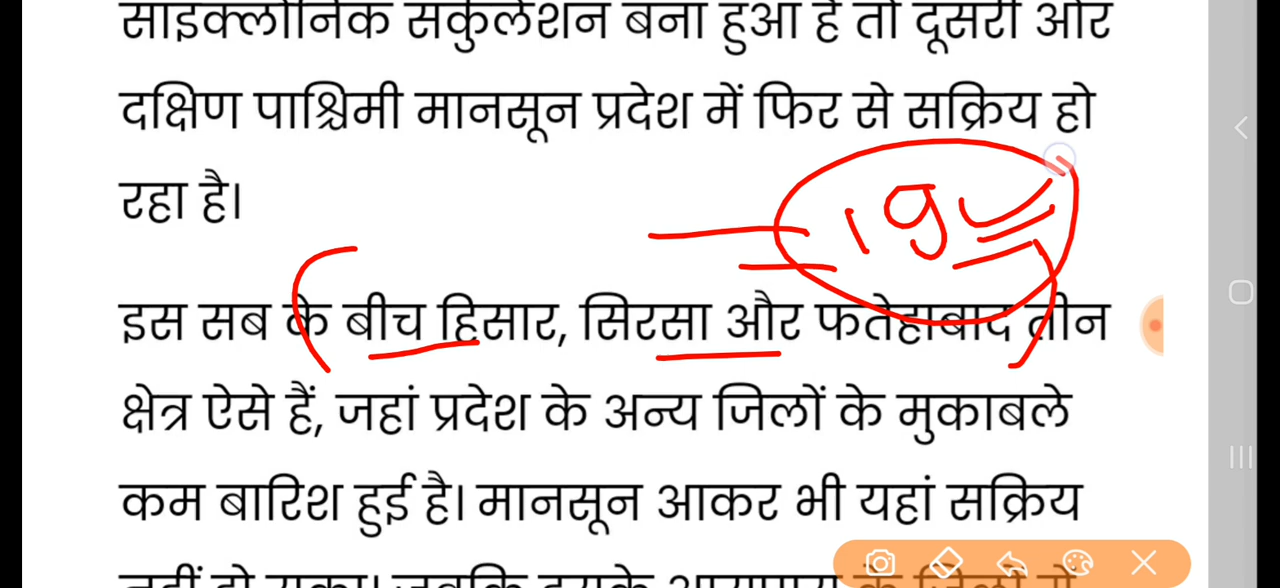 साइक्लोनिक सर्कुलेशन बना हुआ है तो दूसरी ओर
दक्षिण पाश्चिमी मानसून प्रदेश में फिर से सक्रिय हो
रहा है।
19
इस सब के बीच हिसार, सिरसा और फतेहाबाद तीन
क्षेत्र ऐसे हैं, जहां प्रदेश के अन्य जिलों के मुकाबले
कम बारिश हुई है। मानसून आकर भी यहां सक्रिय